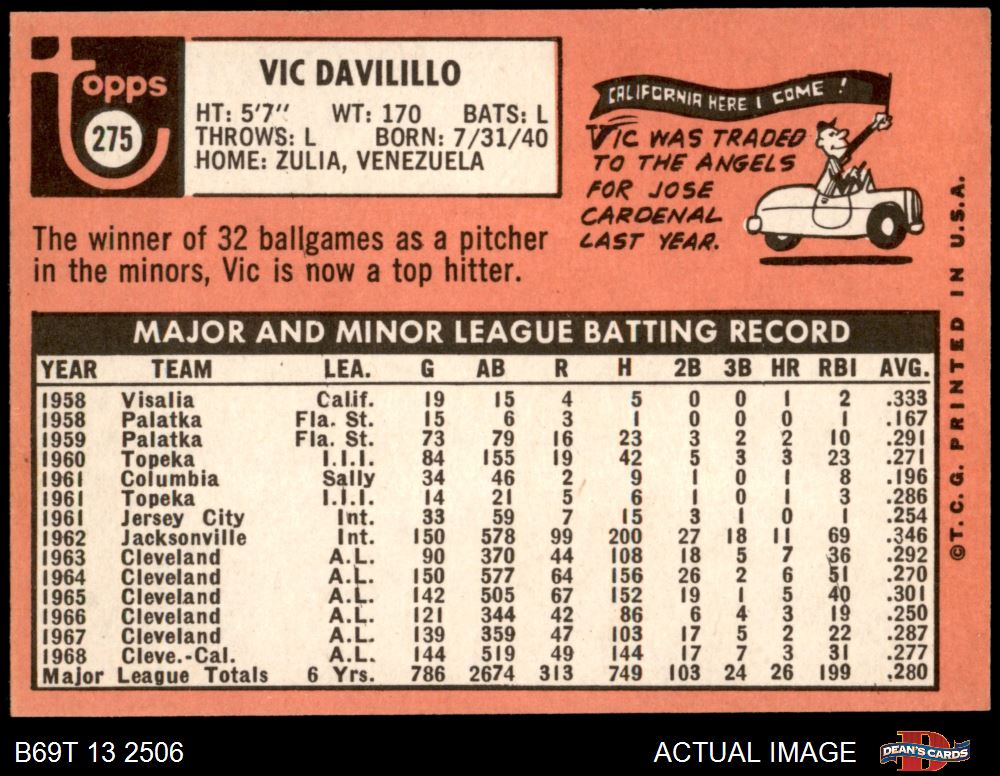 Topps
275
VIC DAVILILLO
HT: 5'7" WT: 170 BATS: L
THROWS: L BORN: 7/31/40
HOME: ZULIA, VENEZUELA
CALIFORNIA HERE I COME !
VIC WAS TRADED
TO THE ANGELS
FOR JOSE
CARDENAL
LAST YEAR.
The winner of 32 ballgames as a pitcher
in the minors, Vic is now a top hitter.
MAJOR AND MINOR LEAGUE BATTING RECORD
YEAR TEAM LEA. G AB R H 2B 3B HR RBI AVG.
1958 Visalia Calif. 19 15 4 5 0 0 1 2 .333
1958 Palatka Fla. St. 15 6 3 1 0 0 0 0 .167
1959 Palatka Fla. St. 73 79 16 23 3 2 2 10 .291
1960 Topeka I.I.I. 84 155 19 42 5 3 3 23 .271
1961 Columbia Sally 34 46 2 9 1 0 1 8 .196
1961 Topeka I.I.I. 14 21 5 6 1 0 1 3 .286
1961 Jersey City Int. 33 59 7 15 3 1 0 1 .254
1962 Jacksonville Int. 150 578 99 200 27 18 11 69 .346
1963 Cleveland A.L. 90 370 44 108 18 5 7 36 .292
1964 Cleveland A.L. 150 577 64 156 26 2 6 51 .270
1965 Cleveland A.L. 142 505 67 152 19 1 5 40 .301
1966 Cleveland A.L. 121 344 42 86 6 4 3 19 .250
1967 Cleveland A.L. 139 359 47 103 17 5 2 22 .287
1968 Cleve.-Cal. A.L. 144 519 49 144 17 7 3 31 .277
Major League Totals 6 Yrs. 786 2674 313 749 103 24 26 199 .280
©T. C. G. PRINTED IN U.S.A.
B69T 13 2506
ACTUAL IMAGE
D
DEAN'S CARDS